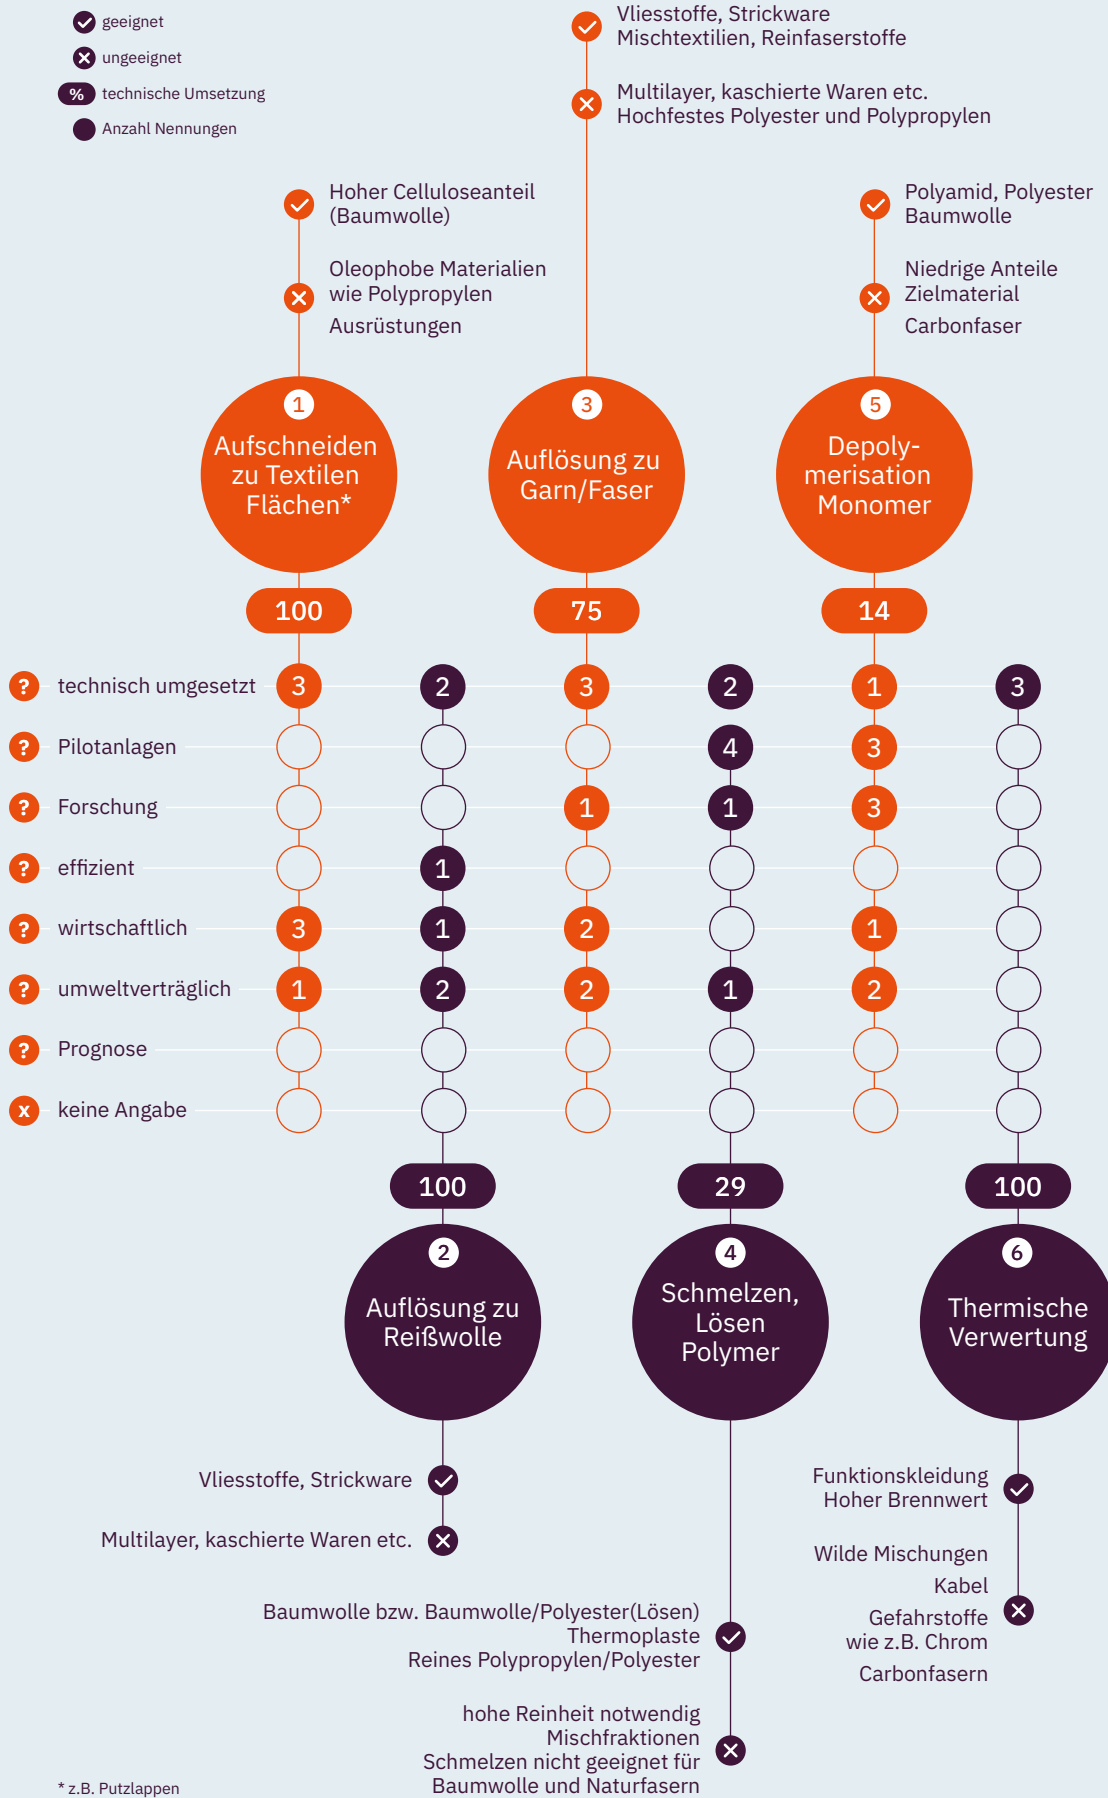 geeignet
ungeeignet
% technische Umsetzung
Anzahl Nennungen
Vliesstoffe, Strickware
Mischtextilien, Reinfaserstoffe
Multilayer, kaschierte Waren etc.
Hochfestes Polyester und Polypropylen
Hoher Celluloseanteil
(Baumwolle)
Oleophobe Materialien
wie Polypropylen
Ausrüstungen
Polyamid, Polyester
Baumwolle
Niedrige Anteile
Zielmaterial
Carbonfaser
1
Aufschneiden
zu Textilen
Flächen*
3
Auflösung zu
Garn/Faser
5
Depoly-
merisation
Monomer
100
75
14
? technisch umgesetzt 3 2 3 2 1 3
? Pilotanlagen 4 3
? Forschung 1 1 3
? effizient 1
? wirtschaftlich 3 1 2 1
? umweltverträglich 1 2 2 1 2
? Prognose
x keine Angabe
100
29
100
2
Auflösung zu
Reißwolle
4
Schmelzen,
Lösen
Polymer
6
Thermische
Verwertung
Vliesstoffe, Strickware
Multilayer, kaschierte Waren etc.
Baumwolle bzw. Baumwolle/Polyester(Lösen)
Thermoplaste
Reines Polypropylen/Polyester
hohe Reinheit notwendig
Mischfraktionen
Schmelzen nicht geeignet für
Baumwolle und Naturfasern
Funktionskleidung
Hoher Brennwert
Wilde Mischungen
Kabel
Gefahrstoffe
wie z.B. Chrom
Carbonfasern
* z.B. Putzlappen